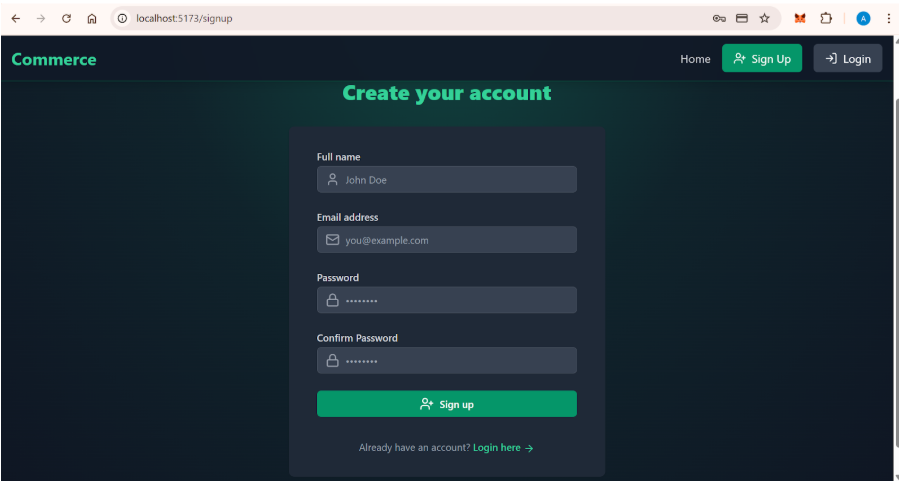 localhost:5173/signup
A
Commerce
Home
Sign Up
Login
Create your account
Full name
John Doe
Email address
you@example.com
Password
••••••••
Confirm Password
••••••••
Sign up
Already have an account? Login here →